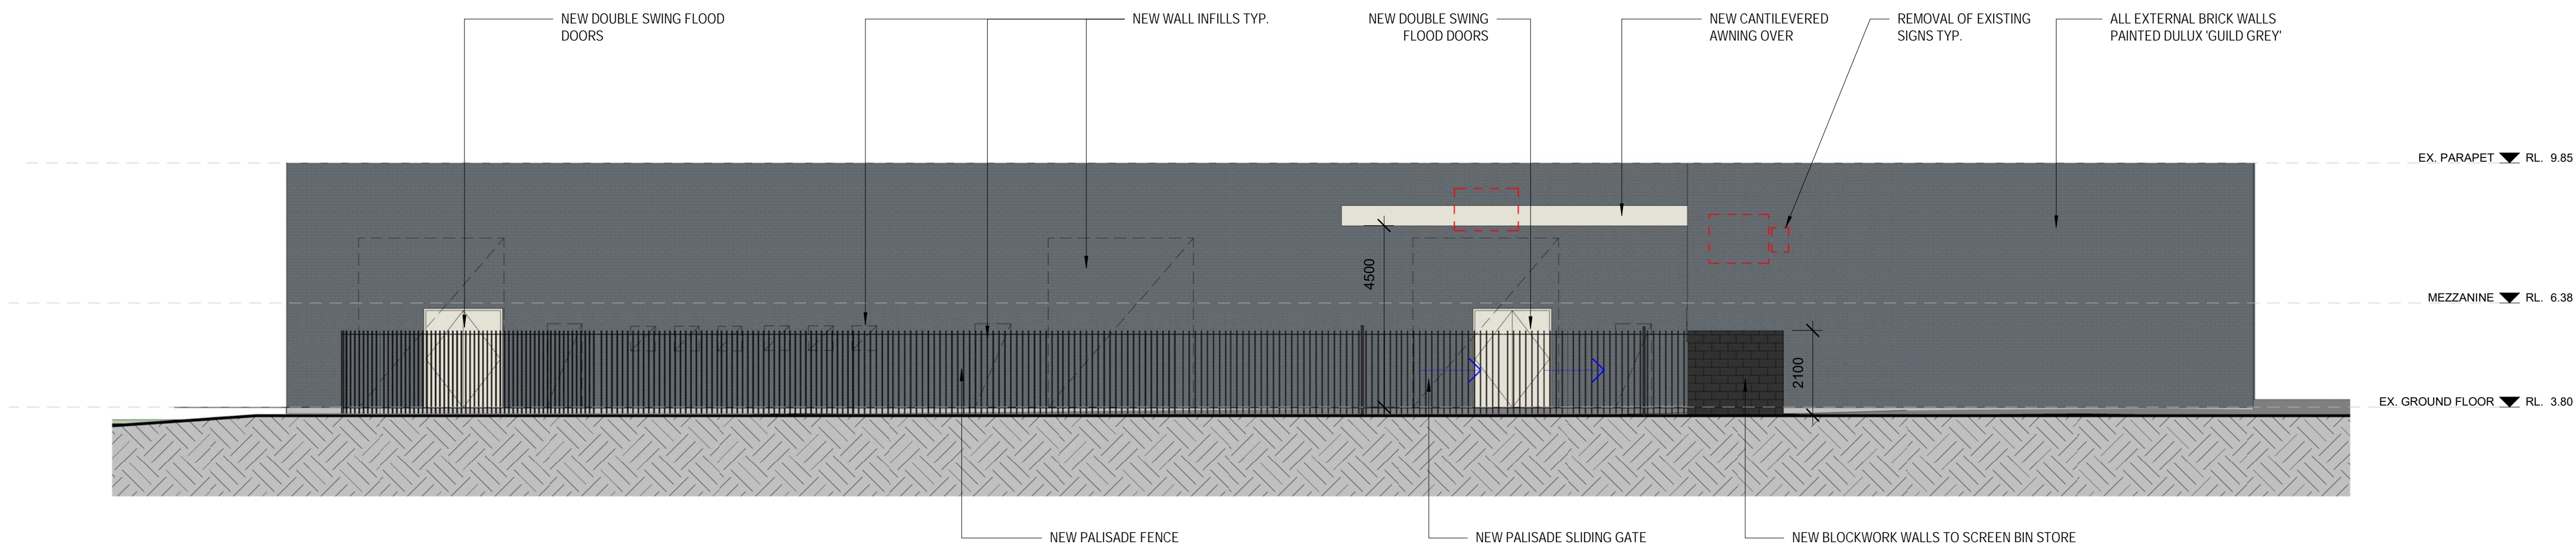 NEW DOUBLE SWING FLOOD
DOORS
NEW WALL INFILLS TYP.
NEW DOUBLE SWING
FLOOD DOORS
NEW CANTILEVERED
AWNING OVER
REMOVAL OF EXISTING
SIGNS TYP.
ALL EXTERNAL BRICK WALLS
PAINTED DULUX 'GUILD GREY'
EX. PARAPET RL. 9.85
4500
MEZZANINE RL. 6.38
2100
EX. GROUND FLOOR RL. 3.80
NEW PALISADE FENCE
NEW PALISADE SLIDING GATE
NEW BLOCKWORK WALLS TO SCREEN BIN STORE